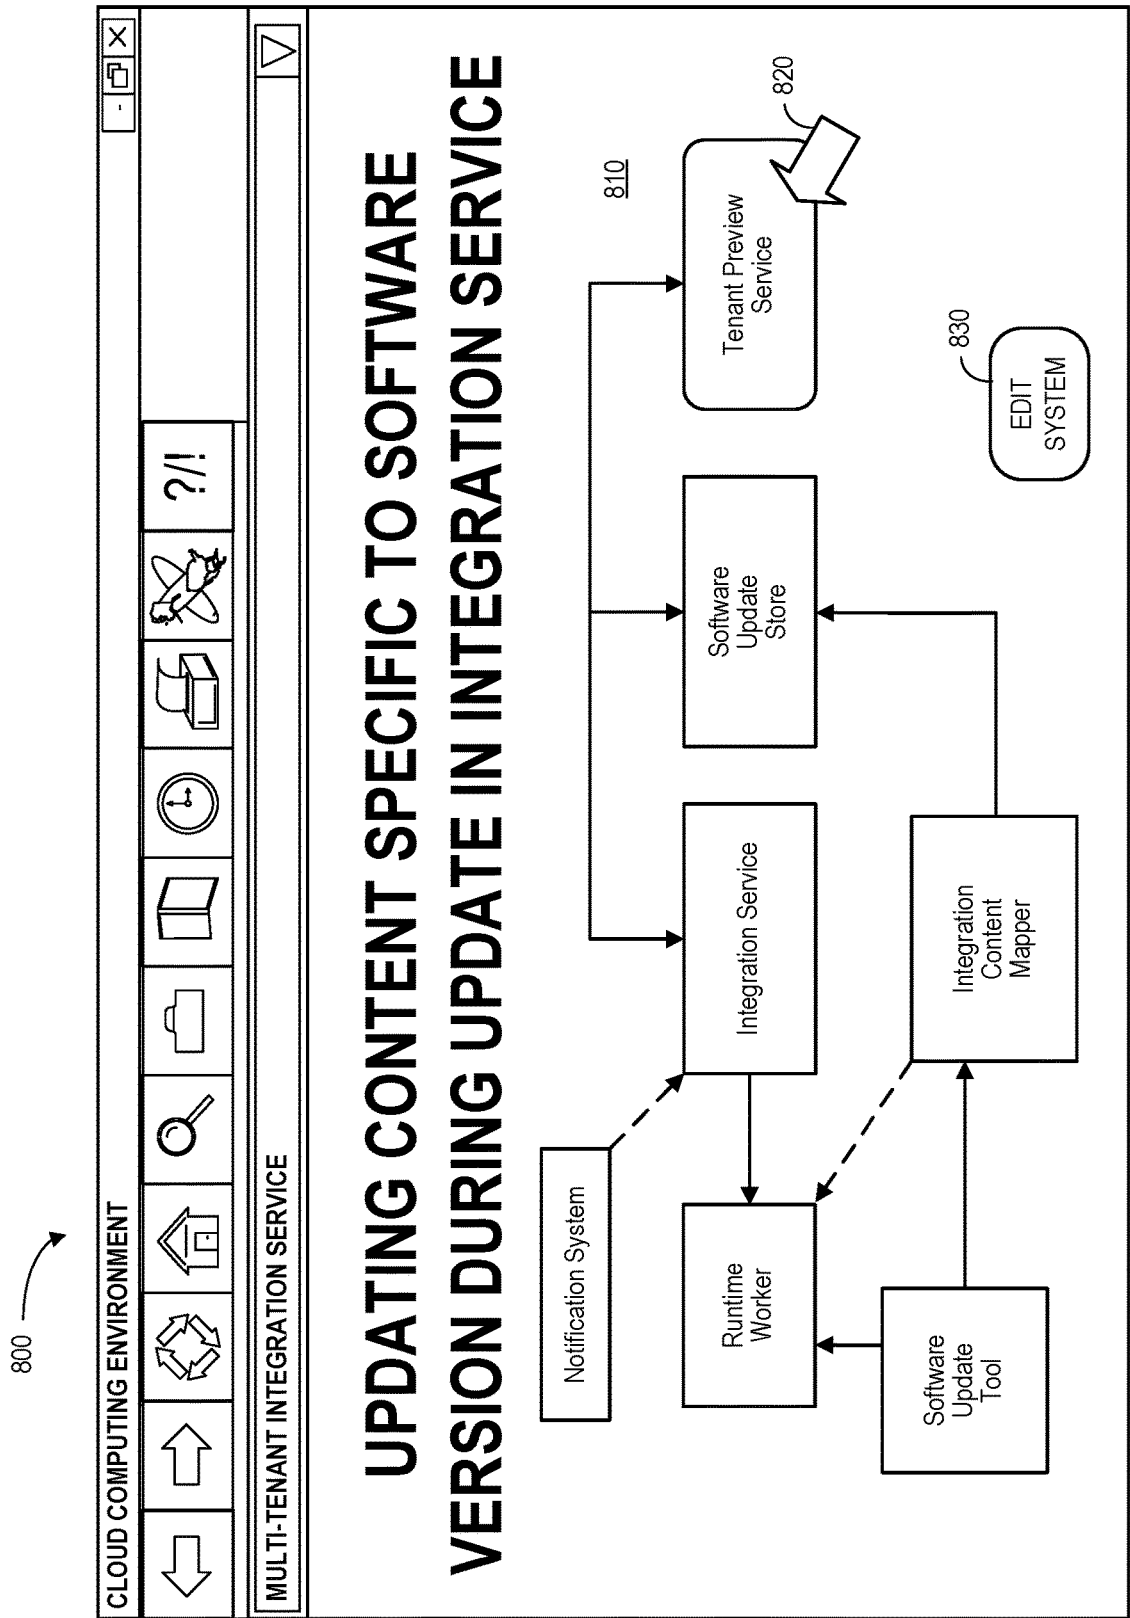 800
CLOUD COMPUTING ENVIRONMENT
- X
?/!
MULTI-TENANT INTEGRATION SERVICE
UPDATING CONTENT SPECIFIC TO SOFTWARE
VERSION DURING UPDATE IN INTEGRATION SERVICE
810
820
Notification System
Runtime
Worker
Integration Service
Software
Update
Store
Tenant Preview
Service
Software
Update
Tool
Integration
Content
Mapper
830
EDIT
SYSTEM